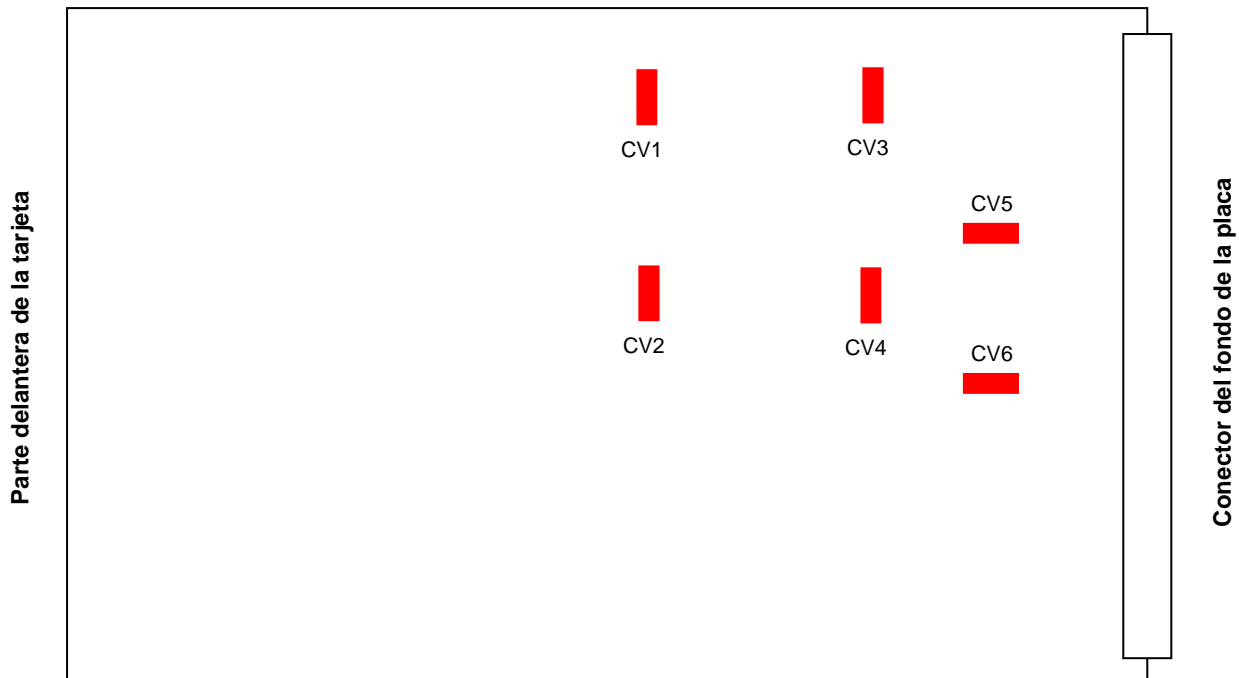 CV1
CV3
CV5
CV2
CV4
CV6
Parte delantera de la tarjeta
Conector del fondo de la placa